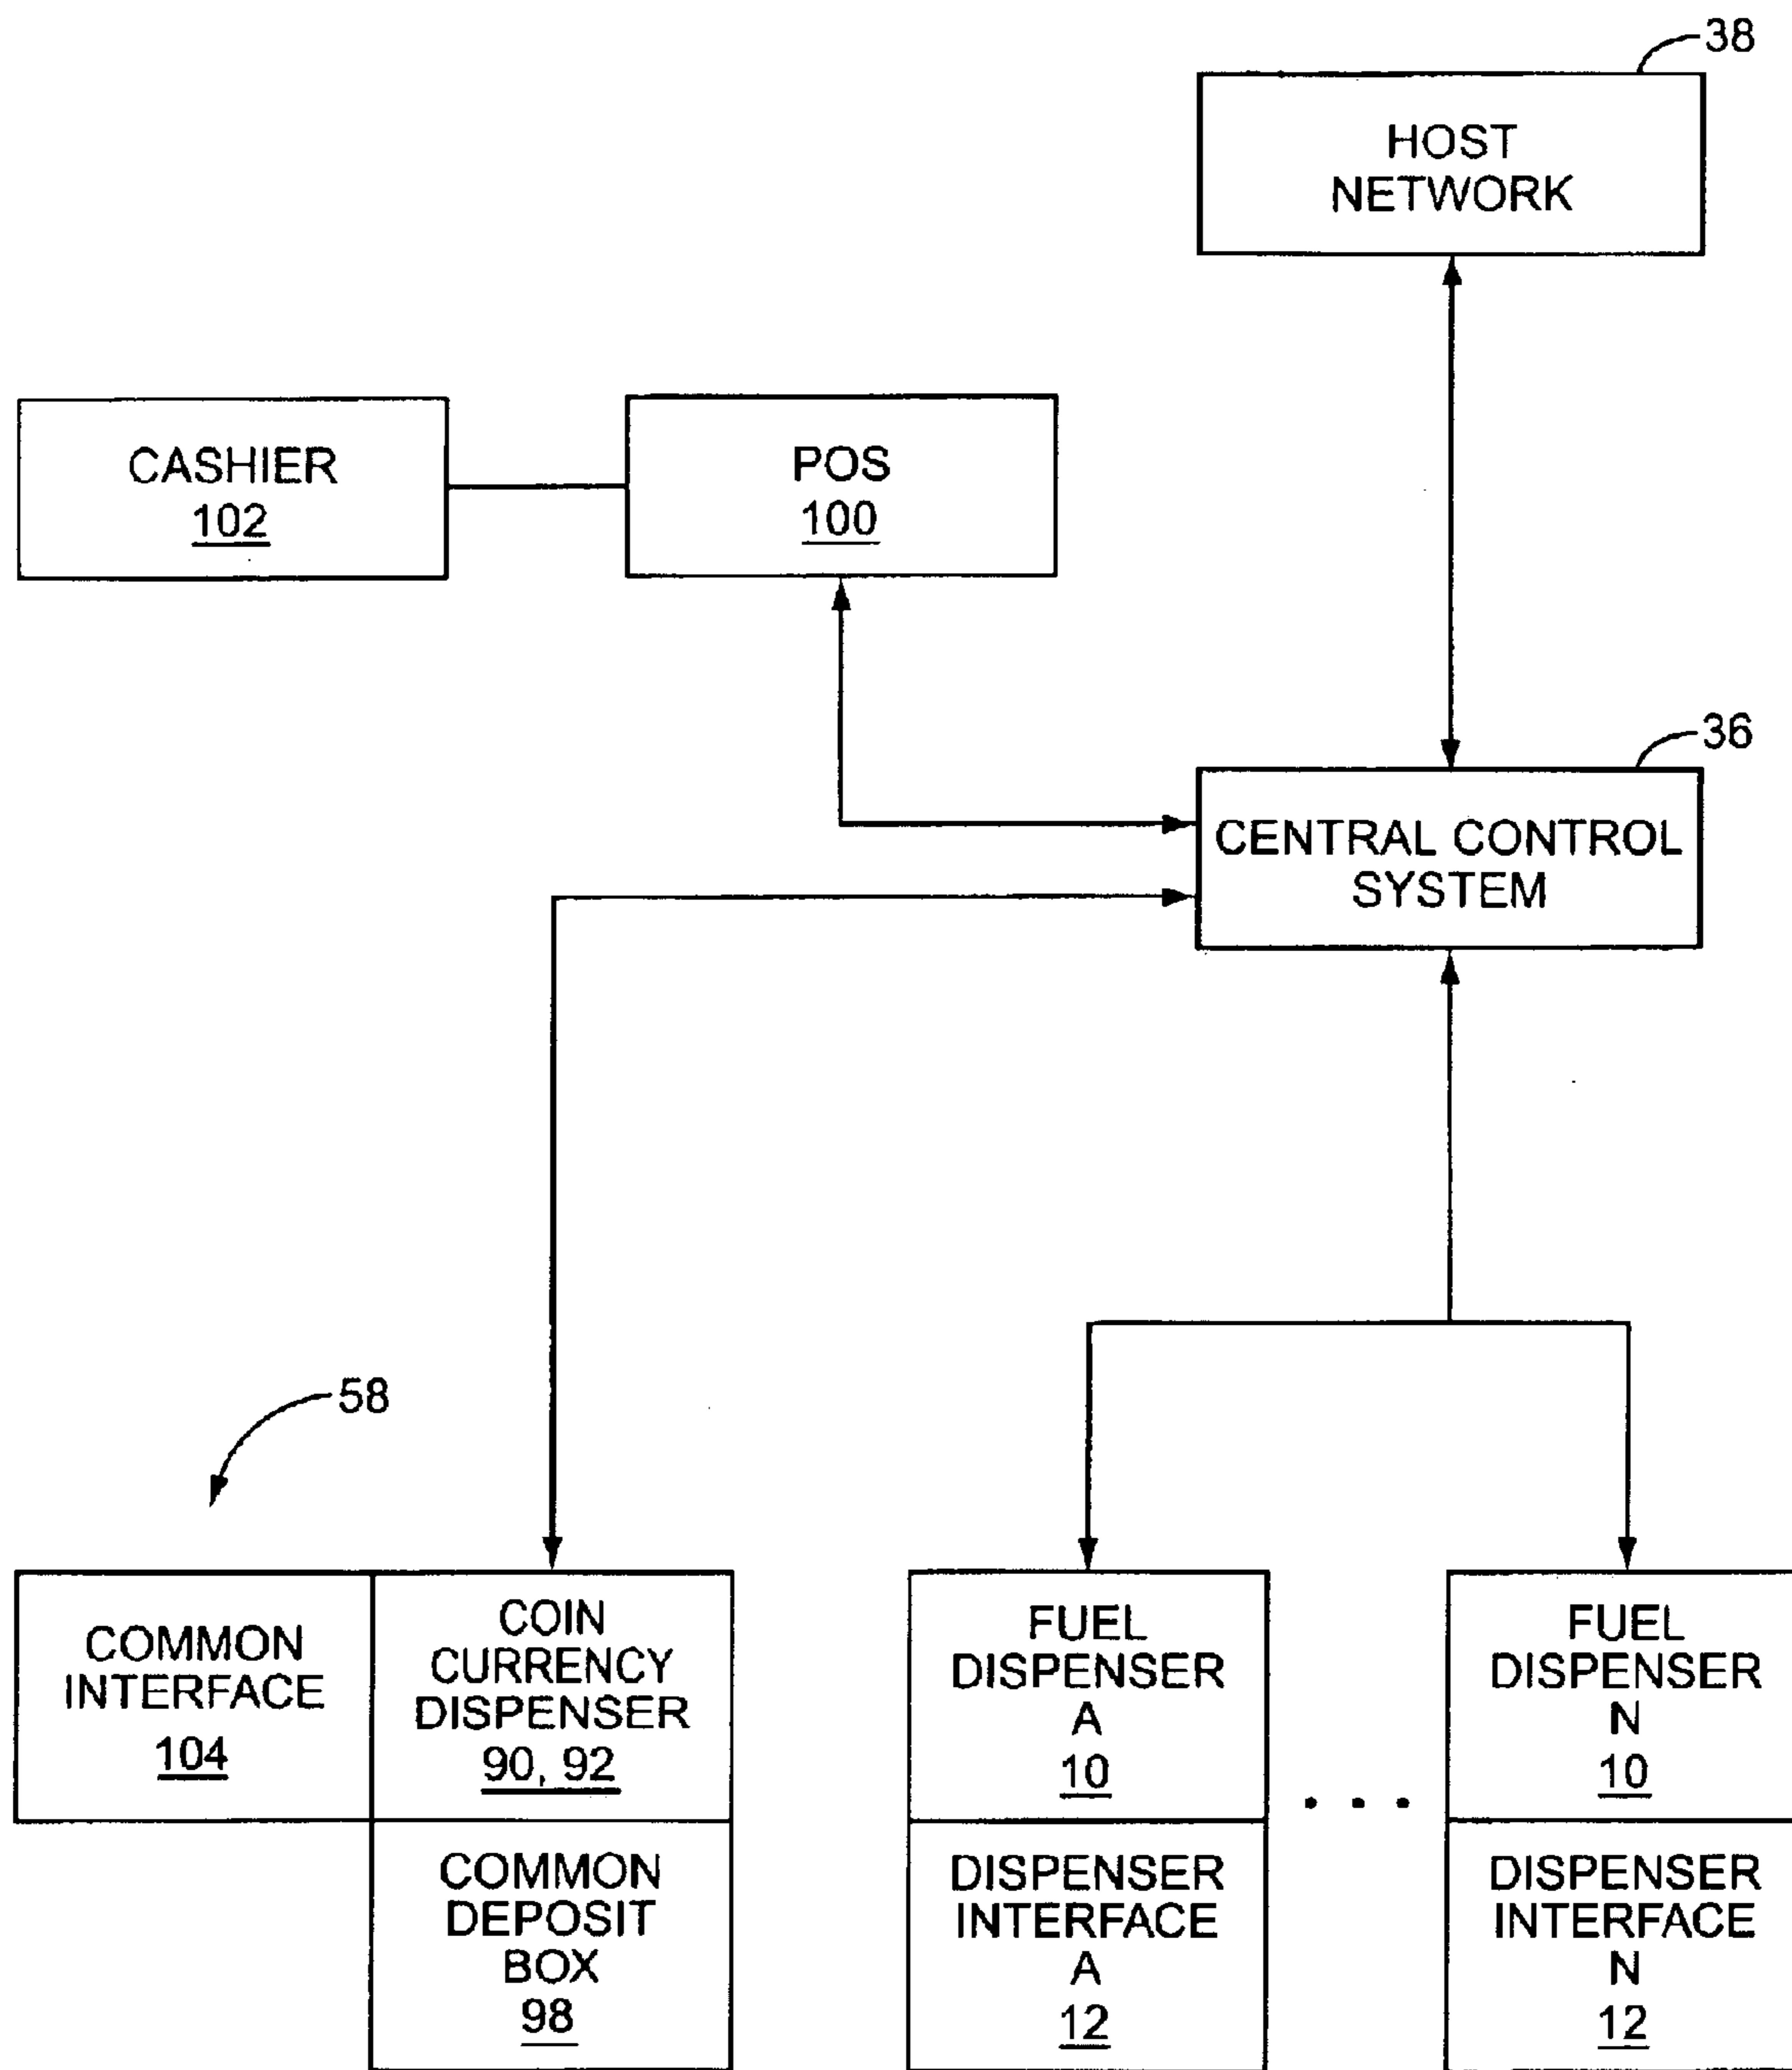 38
HOST
NETWORK
CASHIER
102
POS
100
36
CENTRAL CONTROL
SYSTEM
58
COMMON
INTERFACE
104
COIN
CURRENCY
DISPENSER
90, 92
COMMON
DEPOSIT
BOX
98
FUEL
DISPENSER
A
10
DISPENSER
INTERFACE
A
12
. . .
FUEL
DISPENSER
N
10
DISPENSER
INTERFACE
N
12